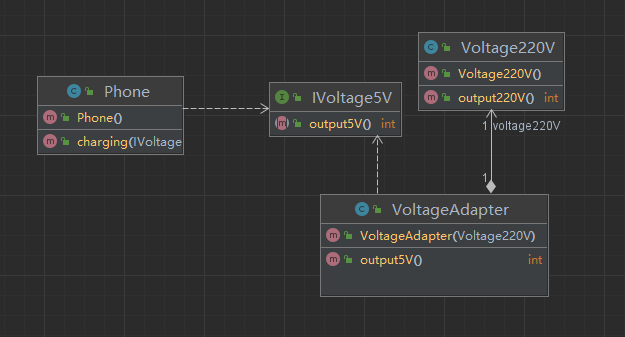 Phone
Phone()
charging(IVoltage
IVoltage5V
output5V() int
Voltage220V
Voltage220V()
output220V() int
1 voltage220V
1
VoltageAdapter
VoltageAdapter(Voltage220V)
output5V() int